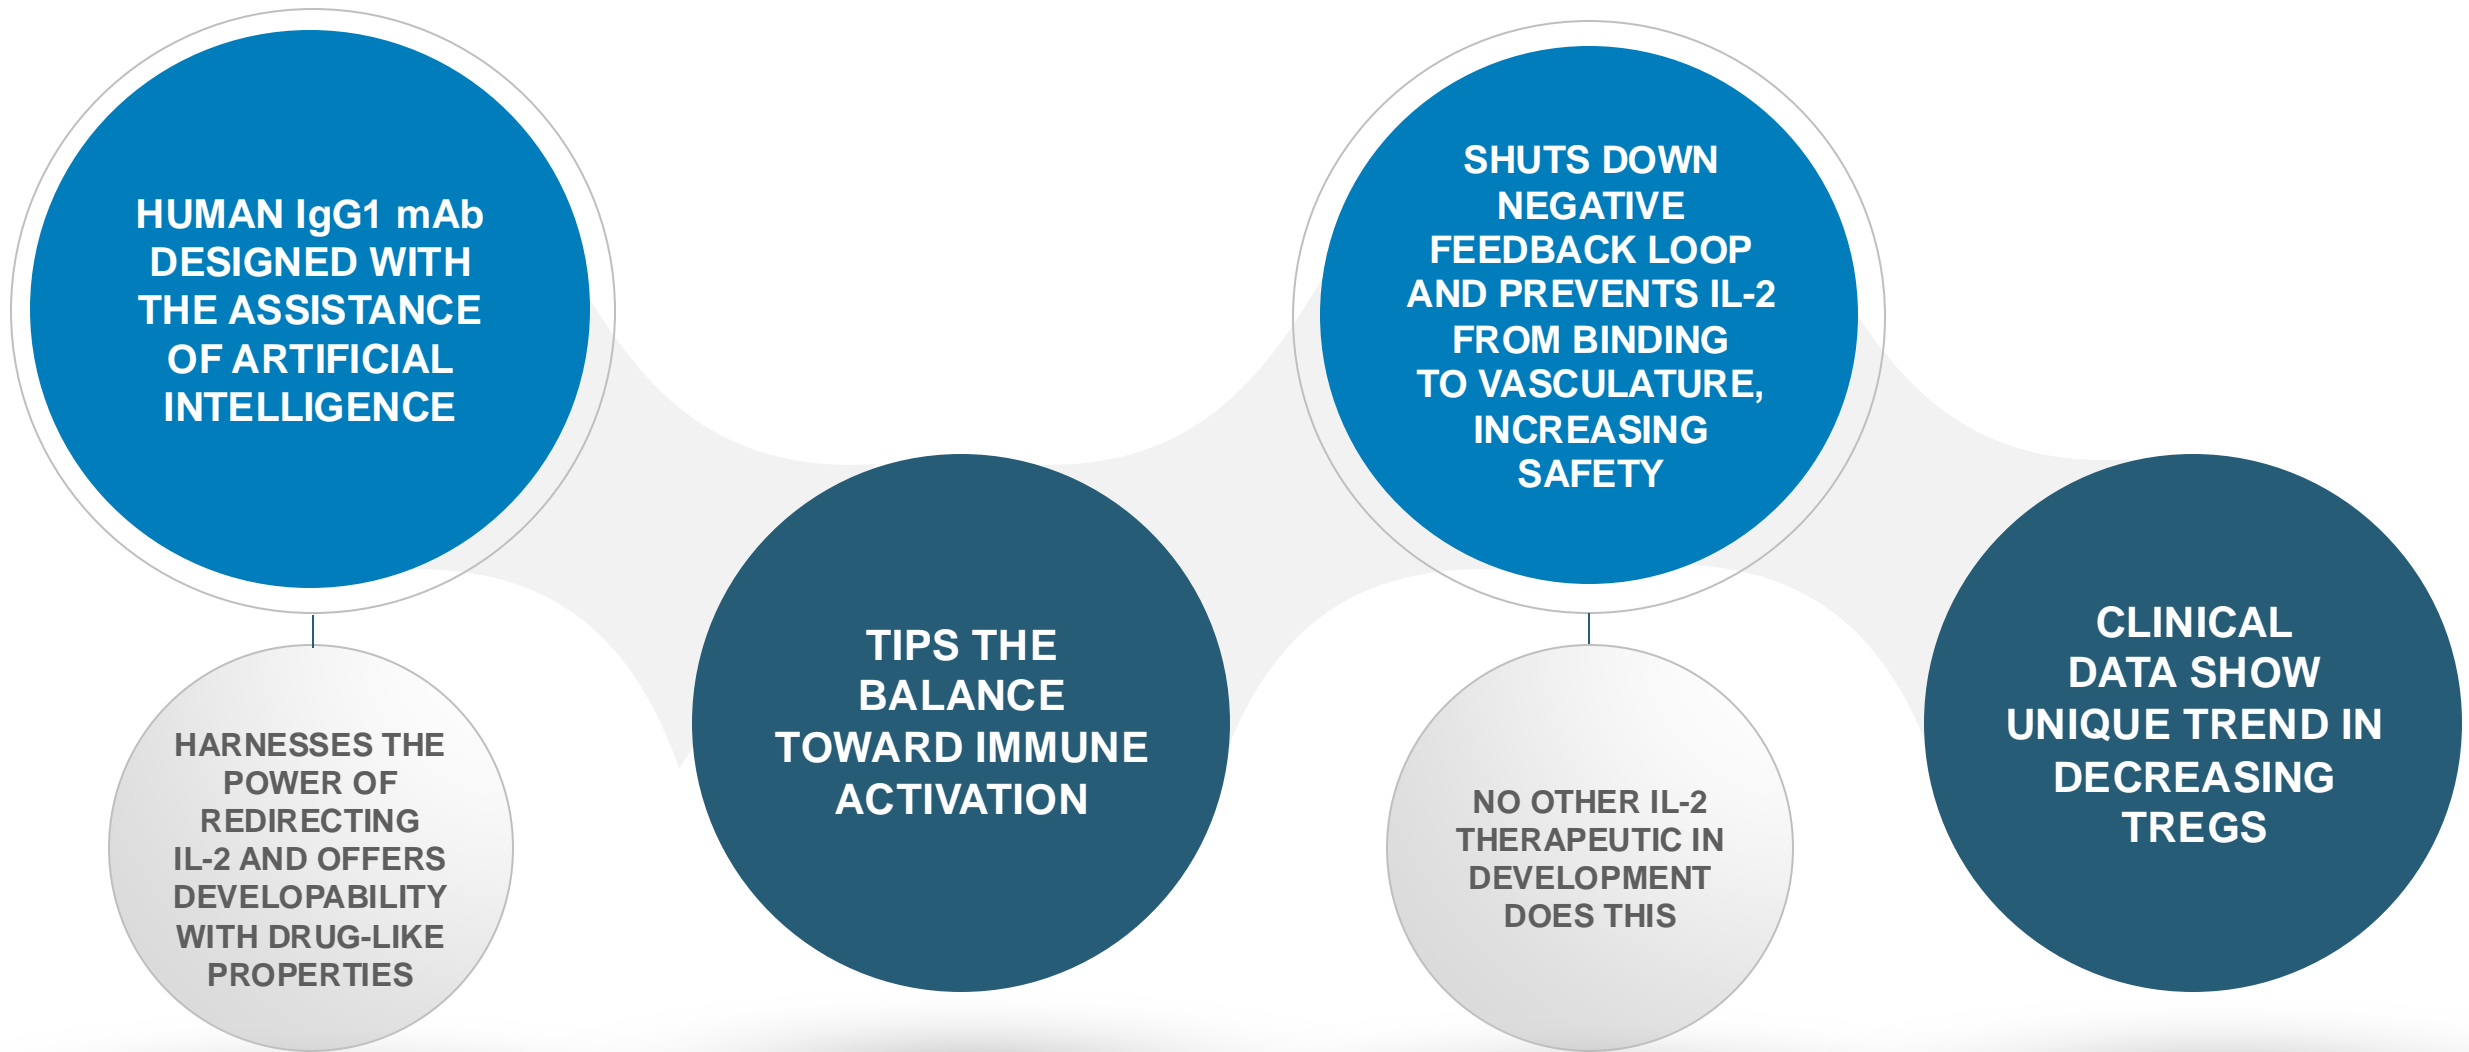 HUMAN IgG1 mAb
DESIGNED WITH
THE ASSISTANCE
OF ARTIFICIAL
INTELLIGENCE
HARNESSES THE
POWER OF
REDIRECTING
IL-2 AND OFFERS
DEVELOPABILITY
WITH DRUG-LIKE
PROPERTIES
TIPS THE
BALANCE
TOWARD IMMUNE
ACTIVATION
SHUTS DOWN
NEGATIVE
FEEDBACK LOOP
AND PREVENTS IL-2
FROM BINDING
TO VASCULATURE,
INCREASING
SAFETY
NO OTHER IL-2
THERAPEUTIC IN
DEVELOPMENT
DOES THIS
CLINICAL
DATA SHOW
UNIQUE TREND IN
DECREASING
TREGS